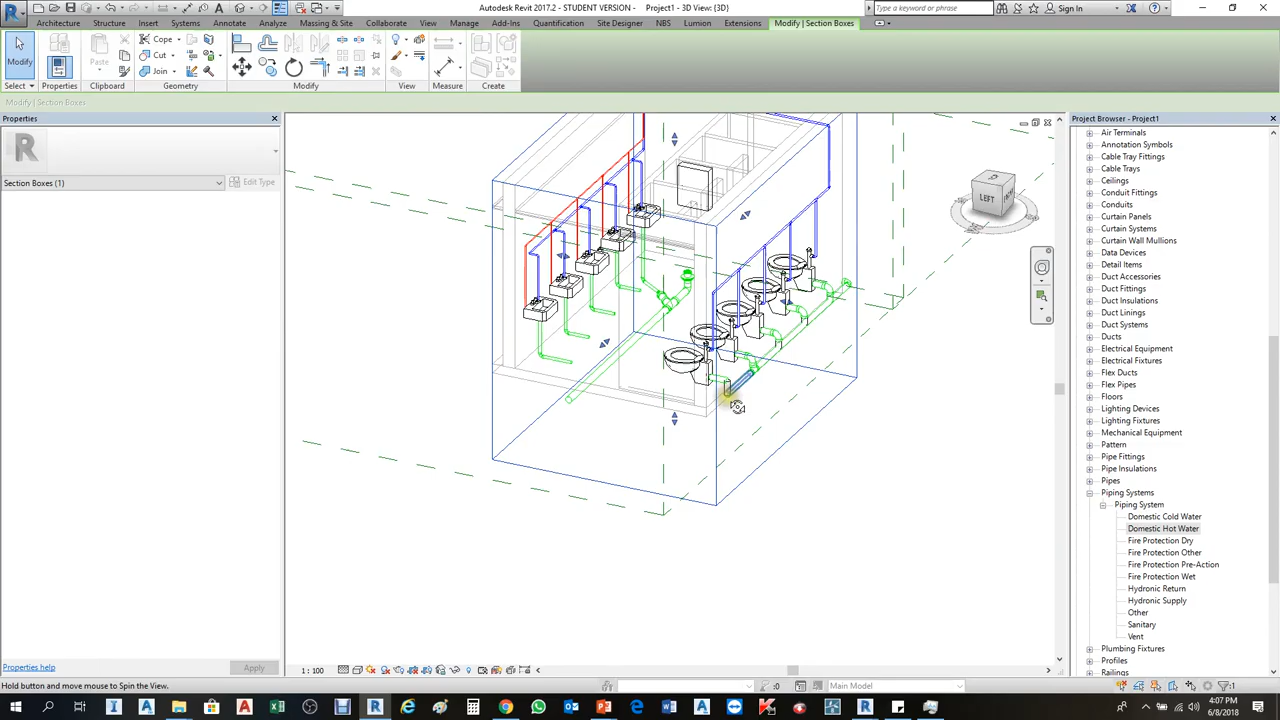 Autodesk Revit 2017.2 - STUDENT VERSION - Project1 - 3D View: {3D}
Type a keyword or phrase
Sign In
Architecture Structure Insert Systems Annotate Analyze Massing & Site Collaborate View Manage Add-Ins Quantification Site Designer NBS Lumion Extensions Modify | Section Boxes
Modify
Paste
Cope
Cut
Join
Select Properties Clipboard Geometry Modify View Measure Create
Modify | Section Boxes
Properties
Section Boxes (1)
Edit Type
LEFT
Project Browser - Project1
Air Terminals
Annotation Symbols
Cable Tray Fittings
Cable Trays
Ceilings
Conduit Fittings
Conduits
Curtain Panels
Curtain Systems
Curtain Wall Mullions
Data Devices
Detail Items
Duct Accessories
Duct Fittings
Duct Insulations
Duct Linings
Duct Systems
Ducts
Electrical Equipment
Electrical Fixtures
Flex Ducts
Flex Pipes
Floors
Lighting Devices
Lighting Fixtures
Mechanical Equipment
Pattern
Pipe Fittings
Pipe Insulations
Pipes
Piping Systems
Piping System
Domestic Cold Water
Domestic Hot Water
Fire Protection Dry
Fire Protection Other
Fire Protection Pre-Action
Fire Protection Wet
Hydronic Return
Hydronic Supply
Other
Sanitary
Vent
Plumbing Fixtures
Profiles
Railings
Properties help
Apply
1 : 100
Hold button and move mouse to Spin the View.
:0
Main Model
:1
4:07 PM
6/8/2018